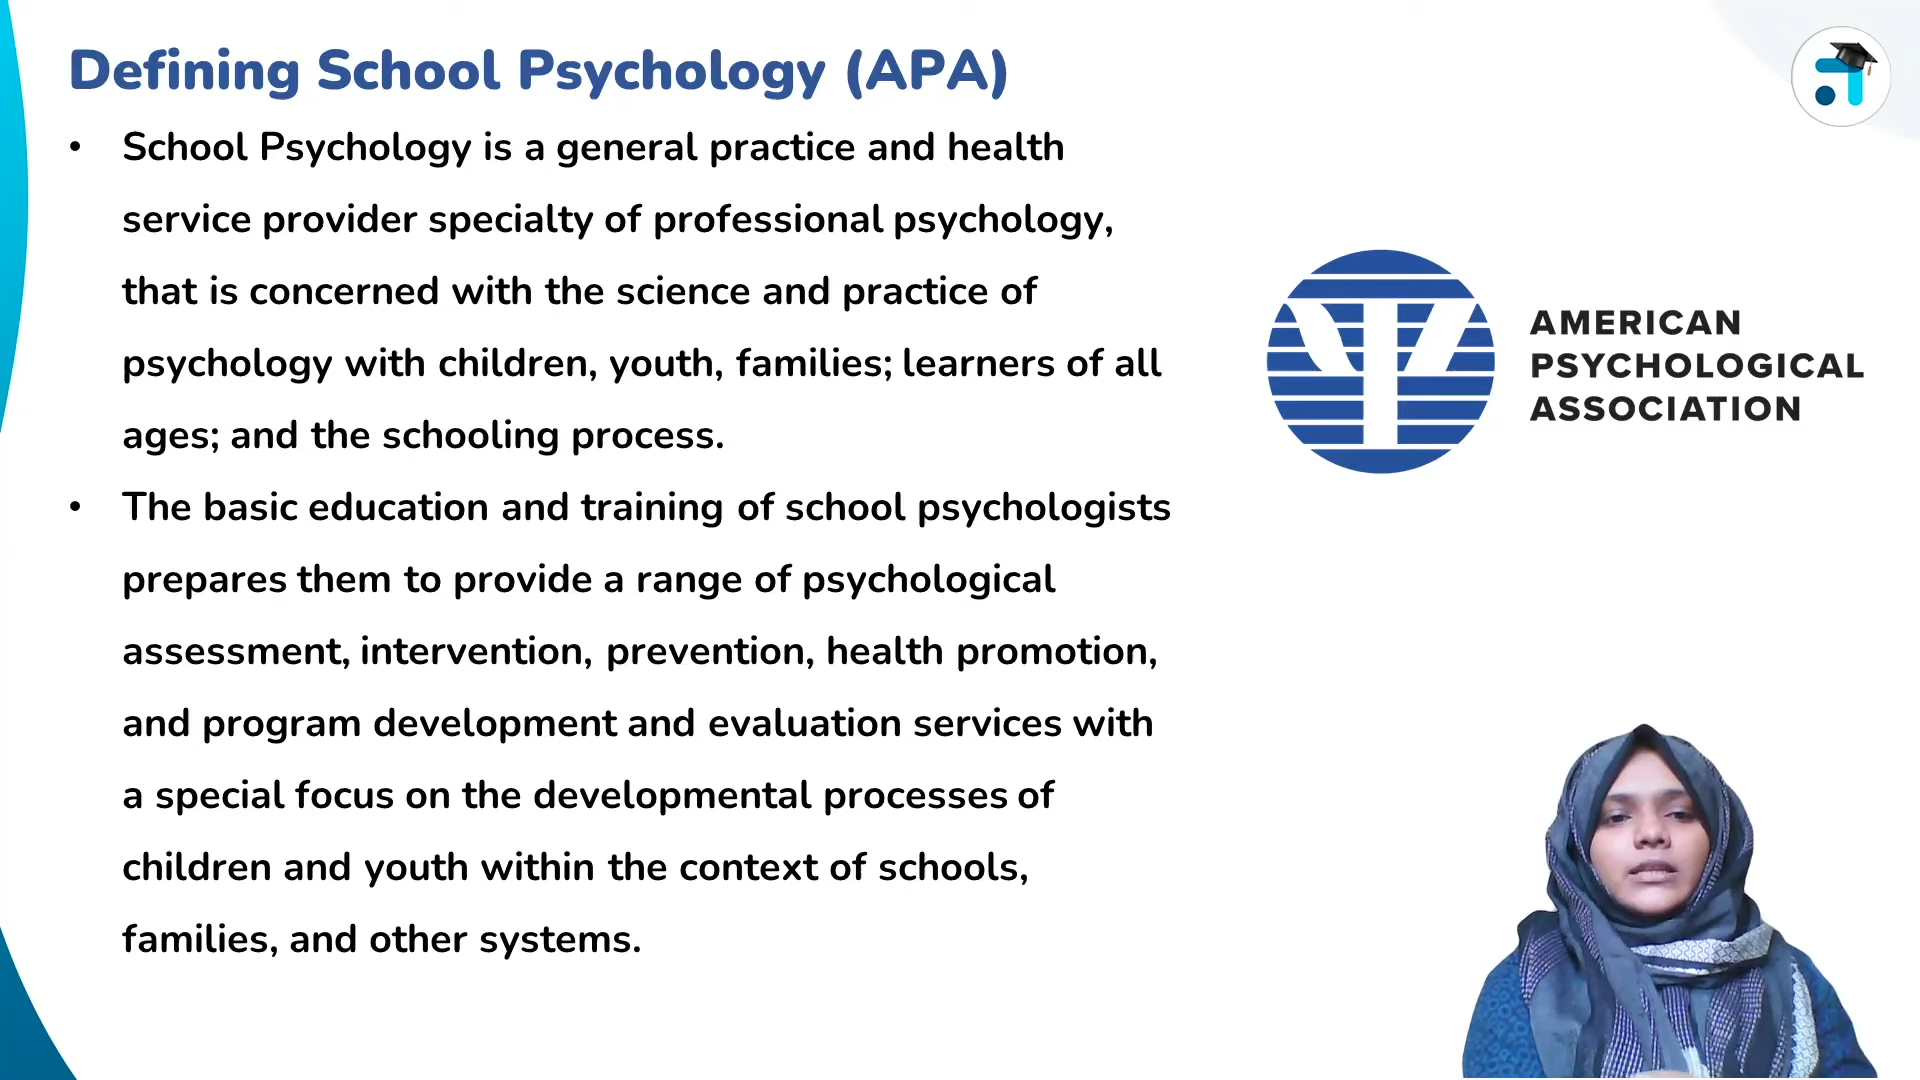 Defining School Psychology (APA)
• School Psychology is a general practice and health
service provider specialty of professional psychology,
that is concerned with the science and practice of
psychology with children, youth, families; learners of all
ages; and the schooling process.
• The basic education and training of school psychologists
prepares them to provide a range of psychological
assessment, intervention, prevention, health promotion,
and program development and evaluation services with
a special focus on the developmental processes of
children and youth within the context of schools,
families, and other systems.
AMERICAN
PSYCHOLOGICAL
ASSOCIATION